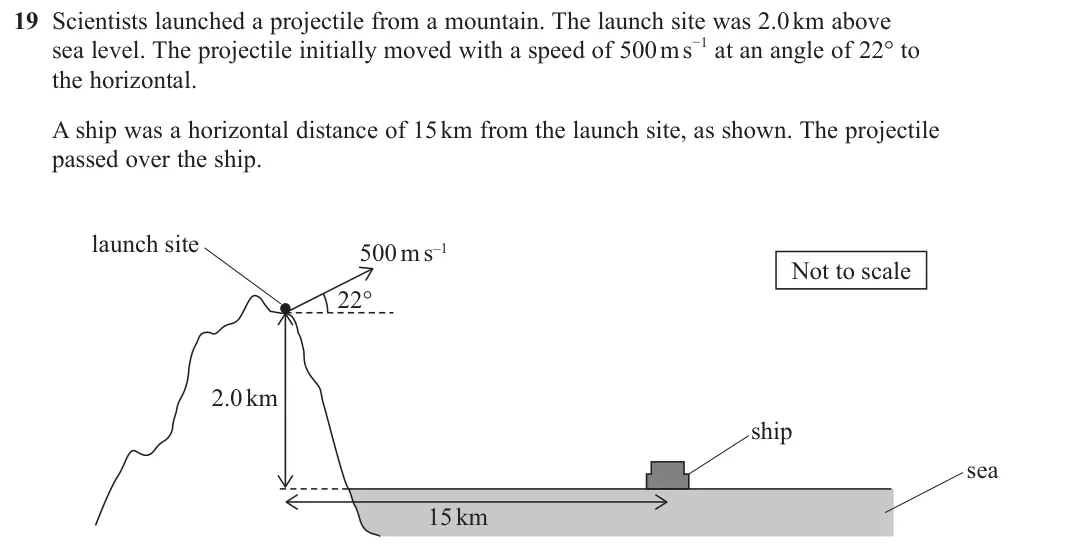 19 Scientists launched a projectile from a mountain. The launch site was 2.0 km above
sea level. The projectile initially moved with a speed of 500 m s⁻¹ at an angle of 22° to
the horizontal.
A ship was a horizontal distance of 15 km from the launch site, as shown. The projectile
passed over the ship.
launch site
500 m s⁻¹
Not to scale
22°
2.0 km
ship
sea
15 km